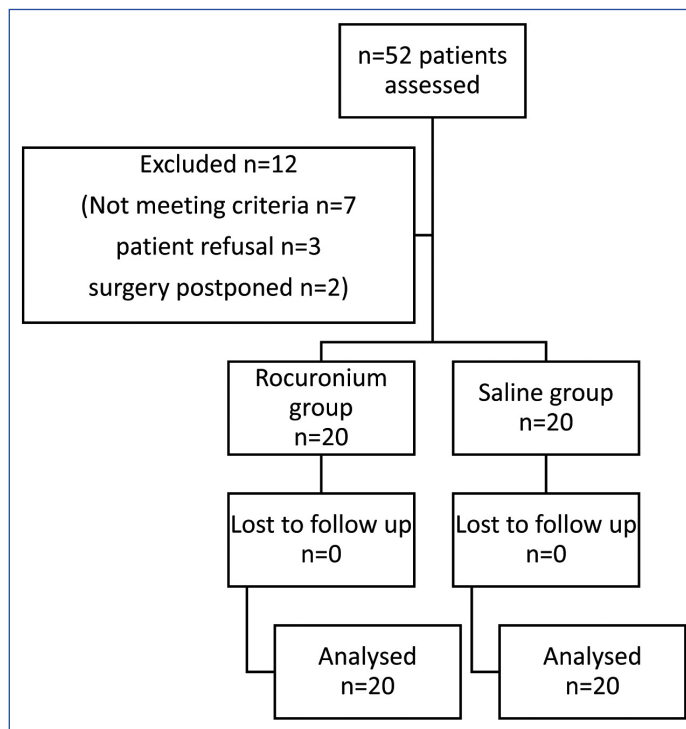 n=52 patients
assessed
Excluded n=12
(Not meeting criteria n=7
patient refusal n=3
surgery postponed n=2)
Rocuronium
group
n=20
Saline group
n=20
Lost to follow up
n=0
Lost to follow up
n=0
Analysed
n=20
Analysed
n=20